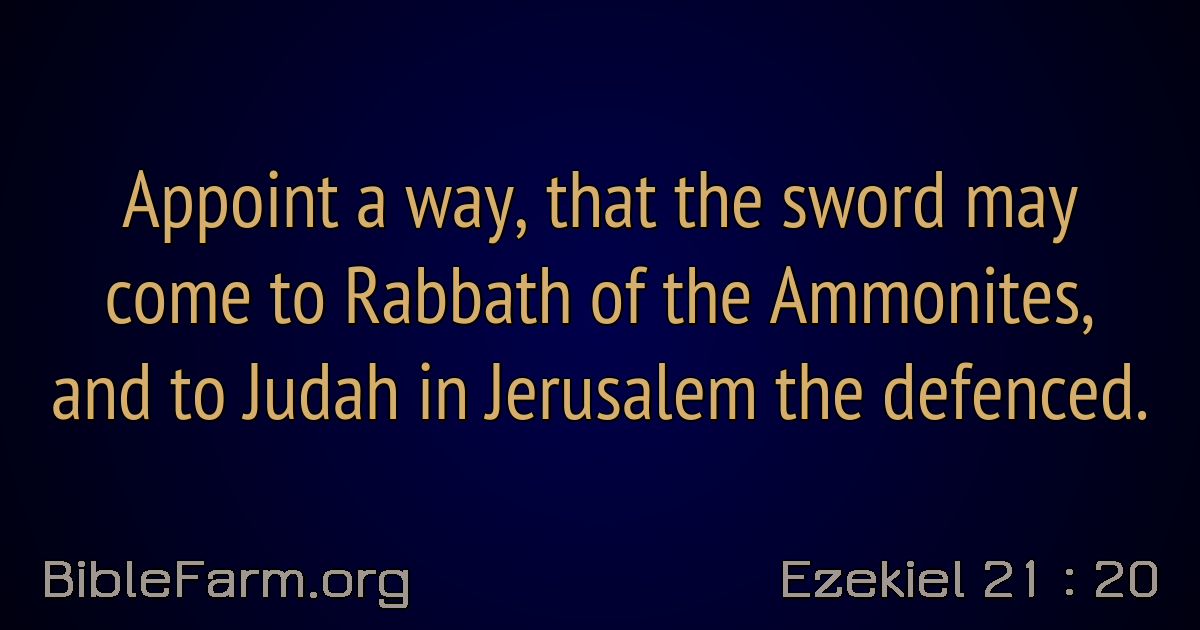 Appoint a way, that the sword may
come to Rabbath of the Ammonites,
and to Judah in Jerusalem the defenced.
BibleFarm.org
Ezekiel 21 : 20